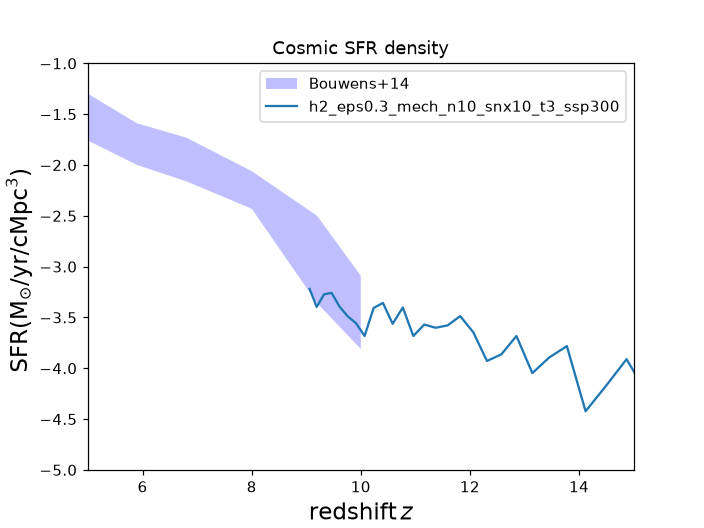 Cosmic SFR density
Bouwens+14
h2_eps0.3_mech_n10_snx10_t3_ssp300
SFR(M⊙/yr/cMpc³)
−1.0
−1.5
−2.0
−2.5
−3.0
−3.5
−4.0
−4.5
−5.0
6 8 10 12 14
redshift z